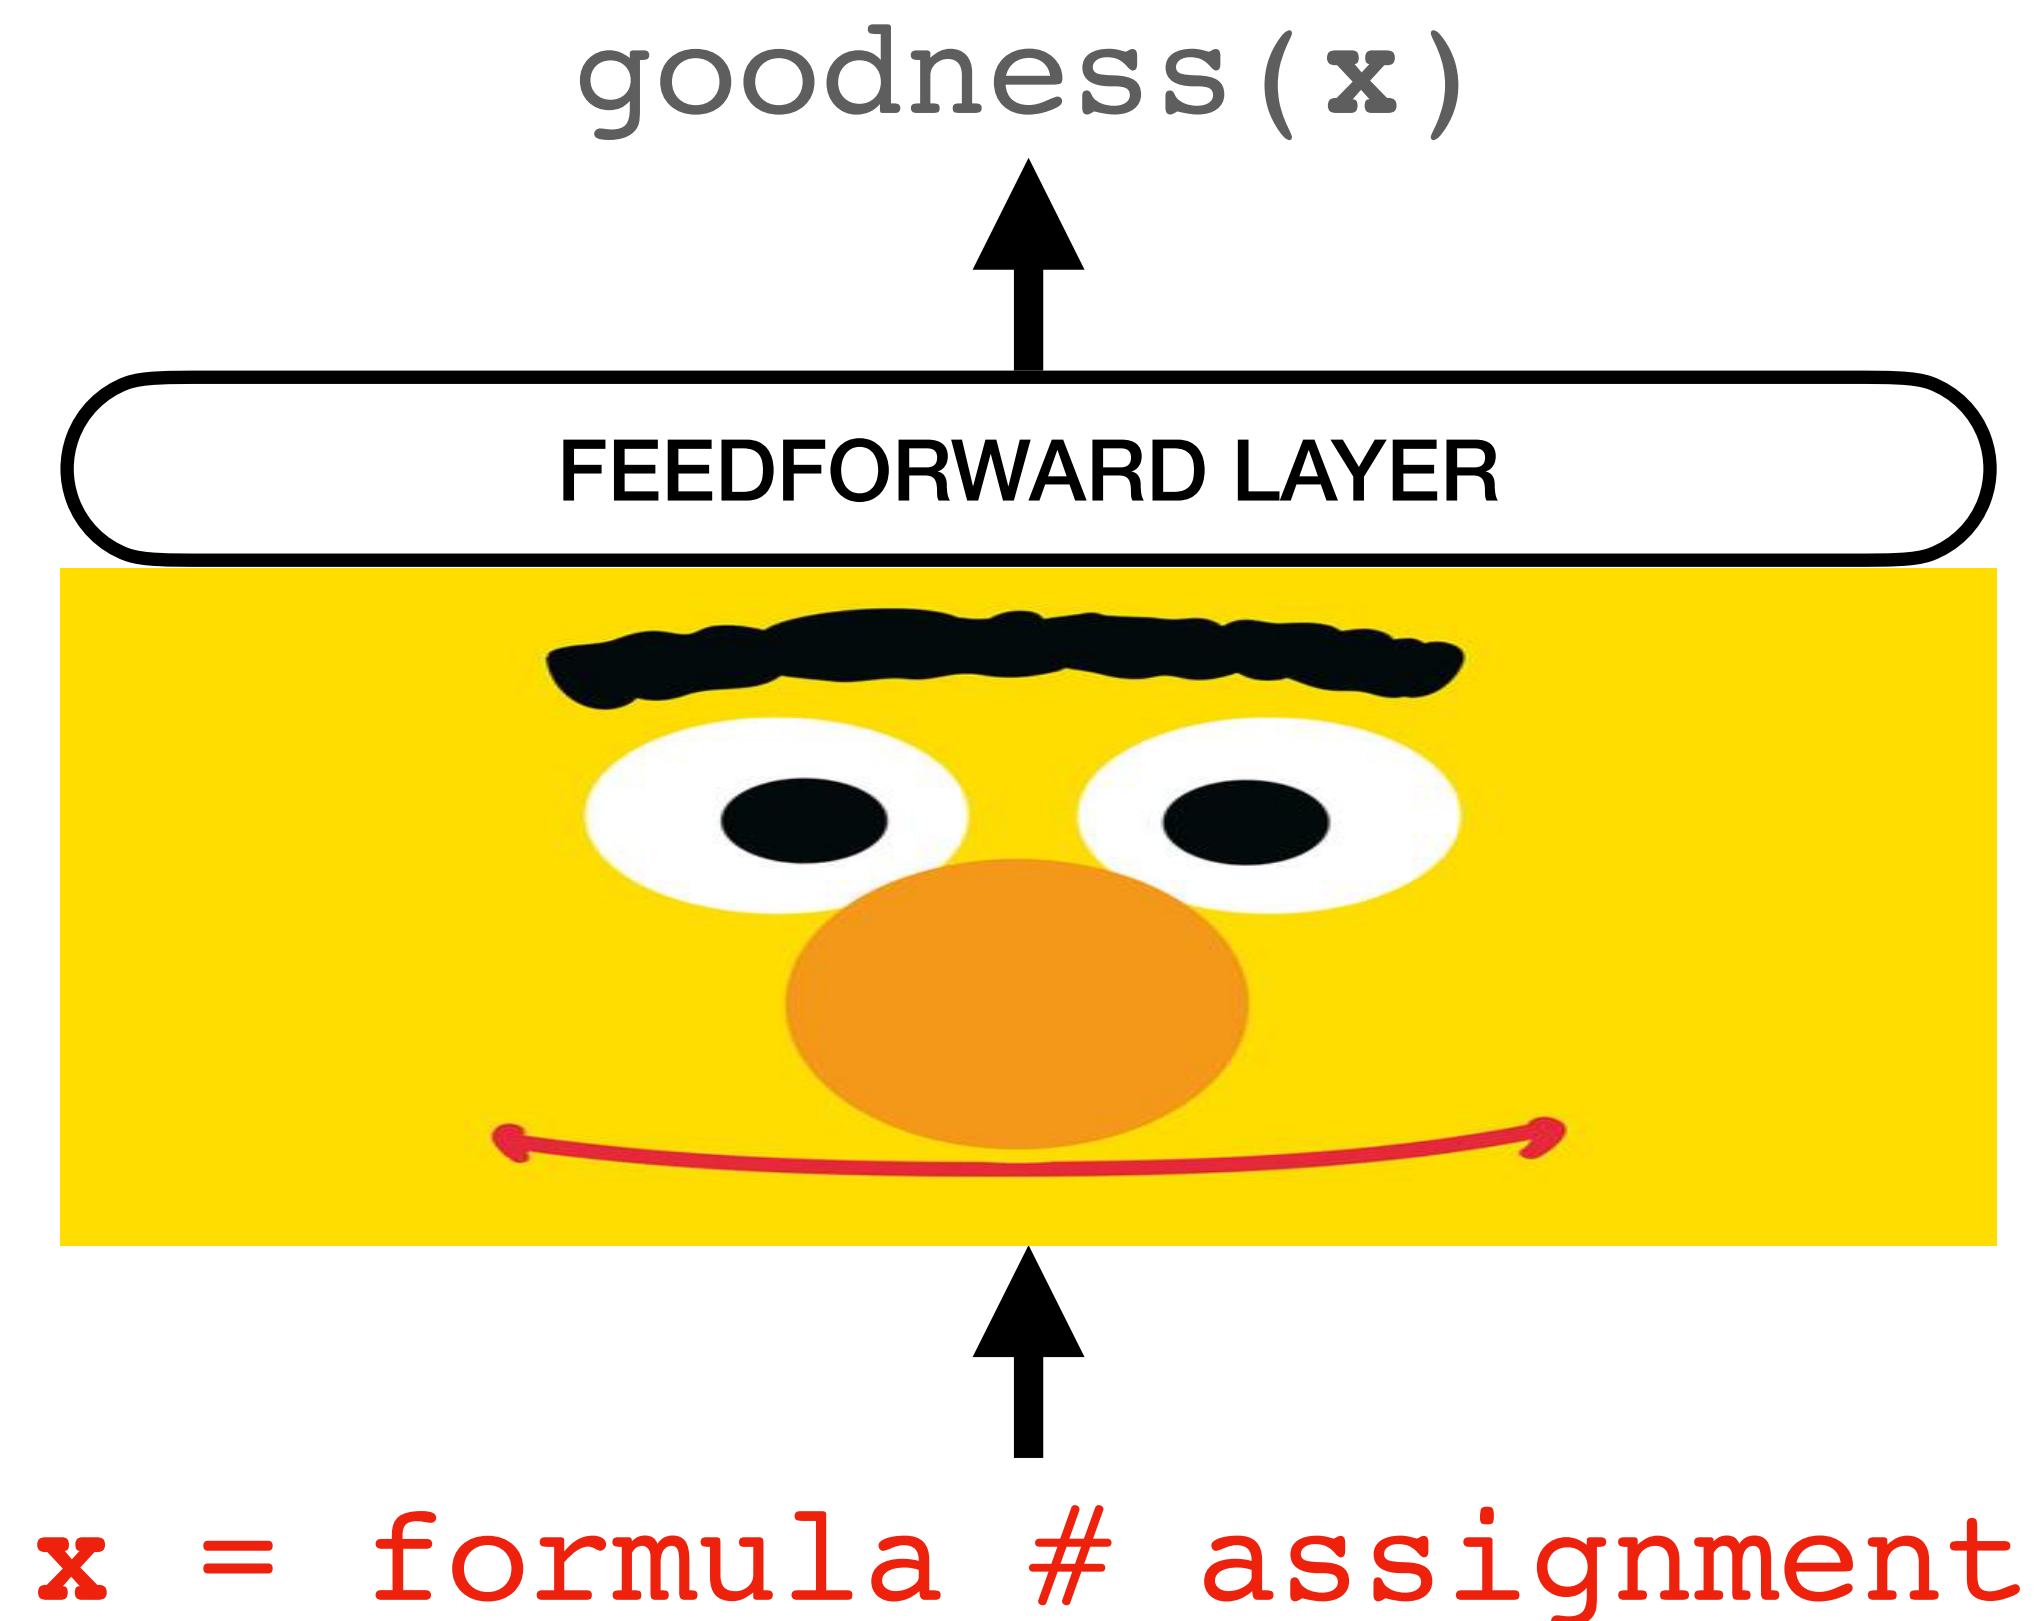 goodness(x)
FEEDFORWARD LAYER
x = formula # assignment